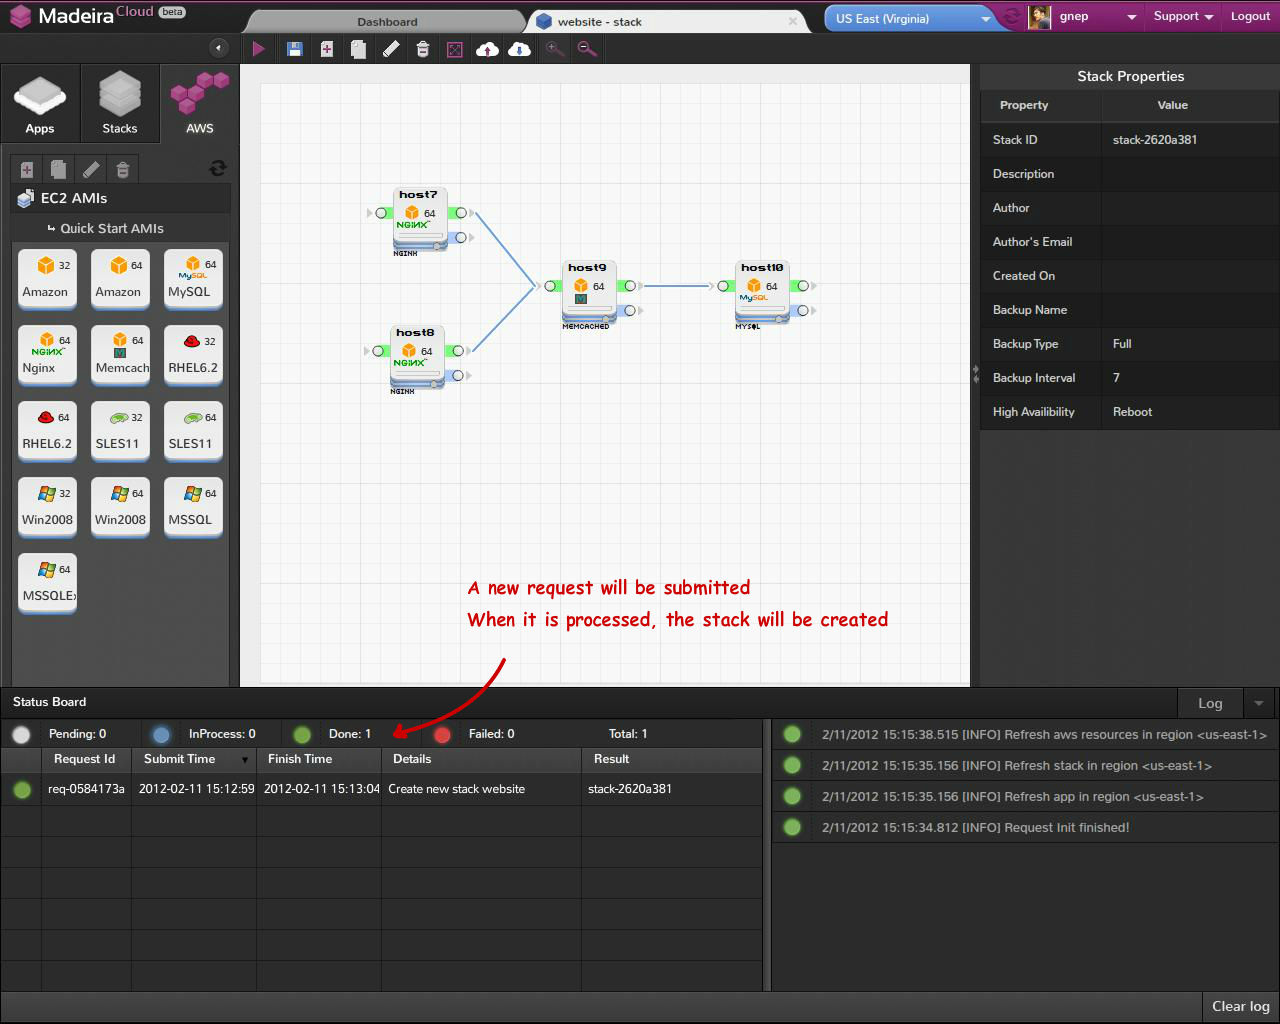 Madeira Cloud beta
Dashboard
website - stack
US East (Virginia)
gnep
Support
Logout
Apps
Stacks
AWS
EC2 AMIs
Quick Start AMIs
32
Amazon
64
Amazon
64
MySQL
MySQL
64
NGINX
Nginx
64
M
Memcach
32
RHEL6.2
64
RHEL6.2
32
SLES11
64
SLES11
32
Win2008
64
Win2008
64
MSSQL
64
MSSQLEx
host7
64
NGINX
NGINX
host8
64
NGINX
NGINX
host9
64
M
MEMCACHED
host10
64
MySQL
MYSQL
A new request will be submitted
When it is processed, the stack will be created
Stack Properties
Property Value
Stack ID stack-2620a381
Description
Author
Author's Email
Created On
Backup Name
Backup Type Full
Backup Interval 7
High Availibility Reboot
Status Board
Log
Pending: 0 InProcess: 0 Done: 1 Failed: 0 Total: 1
Request Id Submit Time Finish Time Details Result
req-0584173a 2012-02-11 15:12:59 2012-02-11 15:13:04 Create new stack website stack-2620a381
2/11/2012 15:15:38.515 [INFO] Refresh aws resources in region <us-east-1>
2/11/2012 15:15:35.156 [INFO] Refresh stack in region <us-east-1>
2/11/2012 15:15:35.156 [INFO] Refresh app in region <us-east-1>
2/11/2012 15:15:34.812 [INFO] Request Init finished!
Clear log